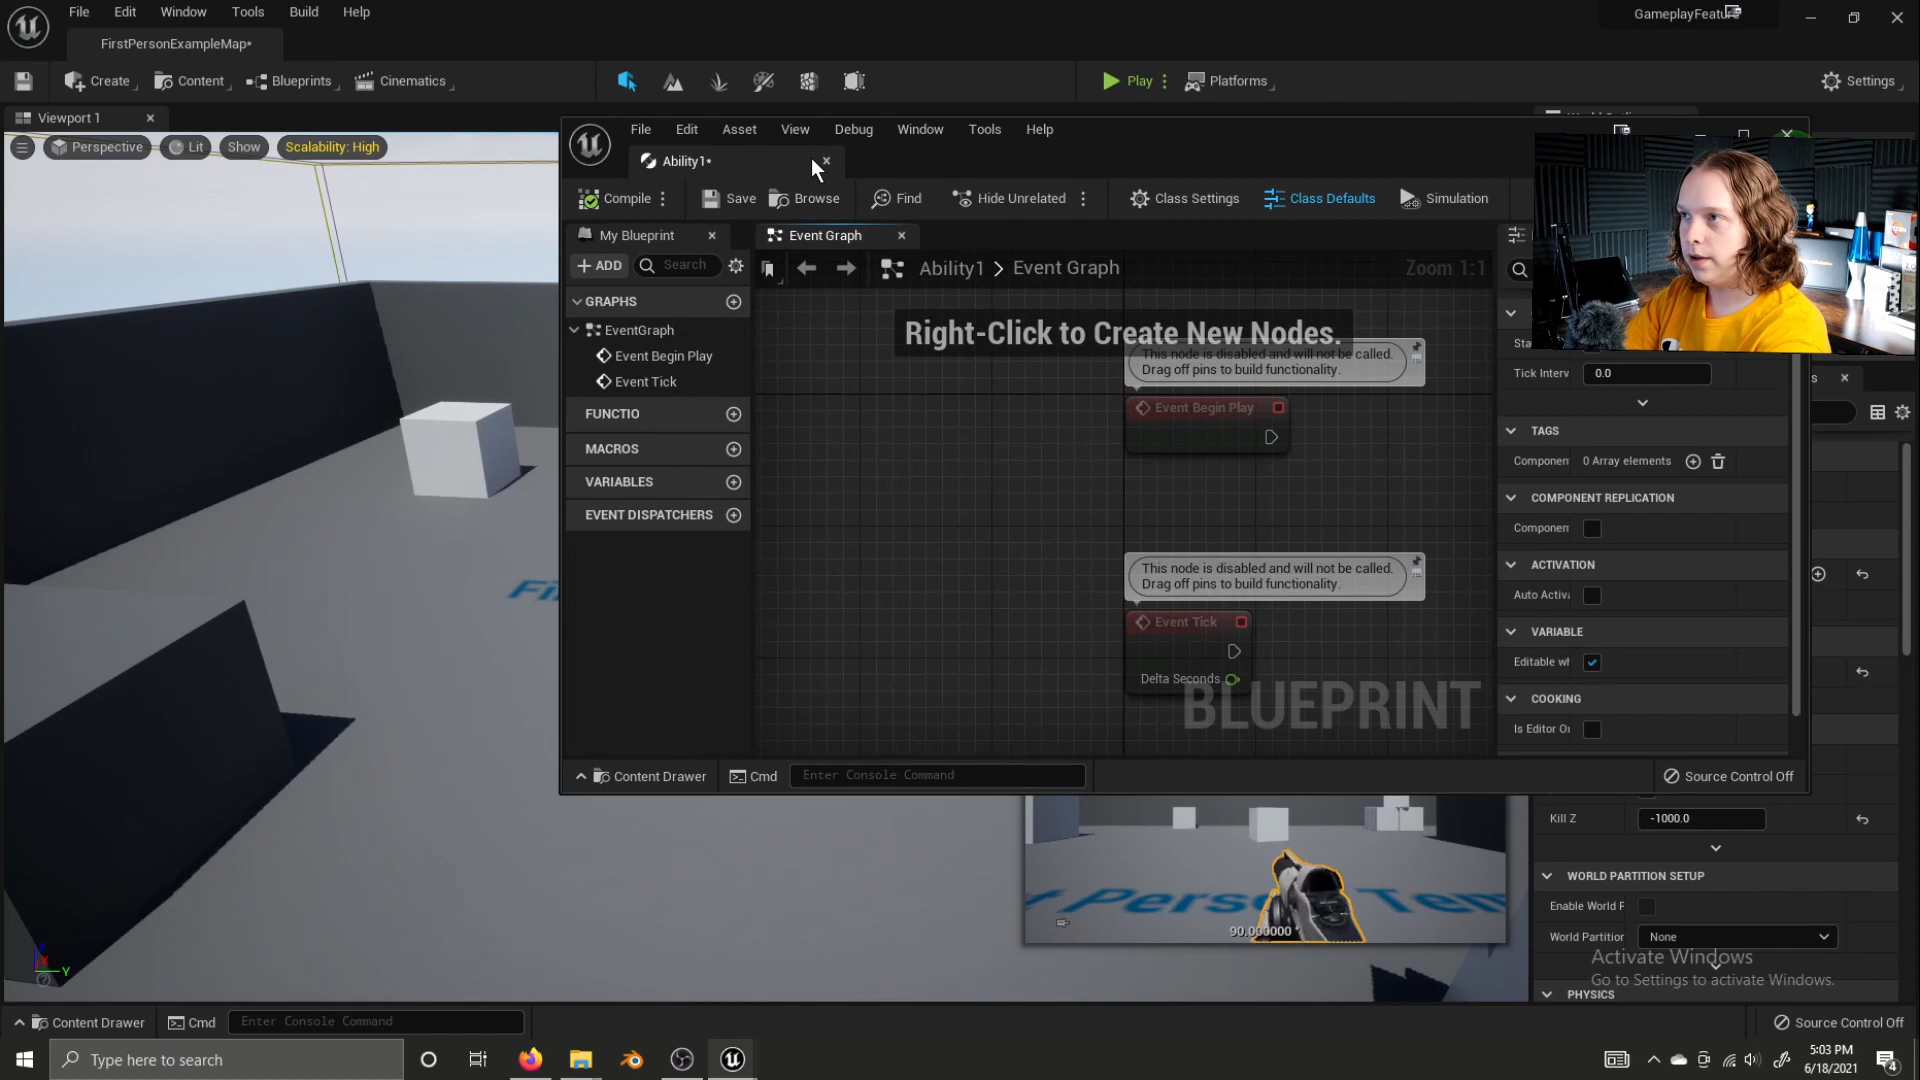 File Edit Window Tools Build Help
GameplayFeatur
FirstPersonExampleMap*
Create Content Blueprints Cinematics Play Platforms Settings
Viewport 1
Perspective Lit Show Scalability: High
File Edit Asset View Debug Window Tools Help
Ability1*
Compile Save Browse Find Hide Unrelated Class Settings Class Defaults Simulation
My Blueprint Event Graph
ADD Search Ability1 > Event Graph Zoom 1:1
GRAPHS
EventGraph
Event Begin Play
Event Tick
FUNCTIO
MACROS
VARIABLES
EVENT DISPATCHERS
Right-Click to Create New Nodes.
This node is disabled and will not be called.
Drag off pins to build functionality.
Event Begin Play
This node is disabled and will not be called.
Drag off pins to build functionality.
Event Tick
Delta Seconds
BLUEPRINT
Sta
Tick Interv 0.0
TAGS
Componen 0 Array elements
COMPONENT REPLICATION
Componen
ACTIVATION
Auto Activ
VARIABLE
Editable wl
COOKING
Is Editor O
Content Drawer Cmd Enter Console Command Source Control Off
90.000000
Kill Z -1000.0
WORLD PARTITION SETUP
Enable World F
World Partition None
Activate Windows
Go to Settings to activate Windows.
PHYSICS
Content Drawer Cmd Enter Console Command Source Control Off
Type here to search
5:03 PM
6/18/2021
4